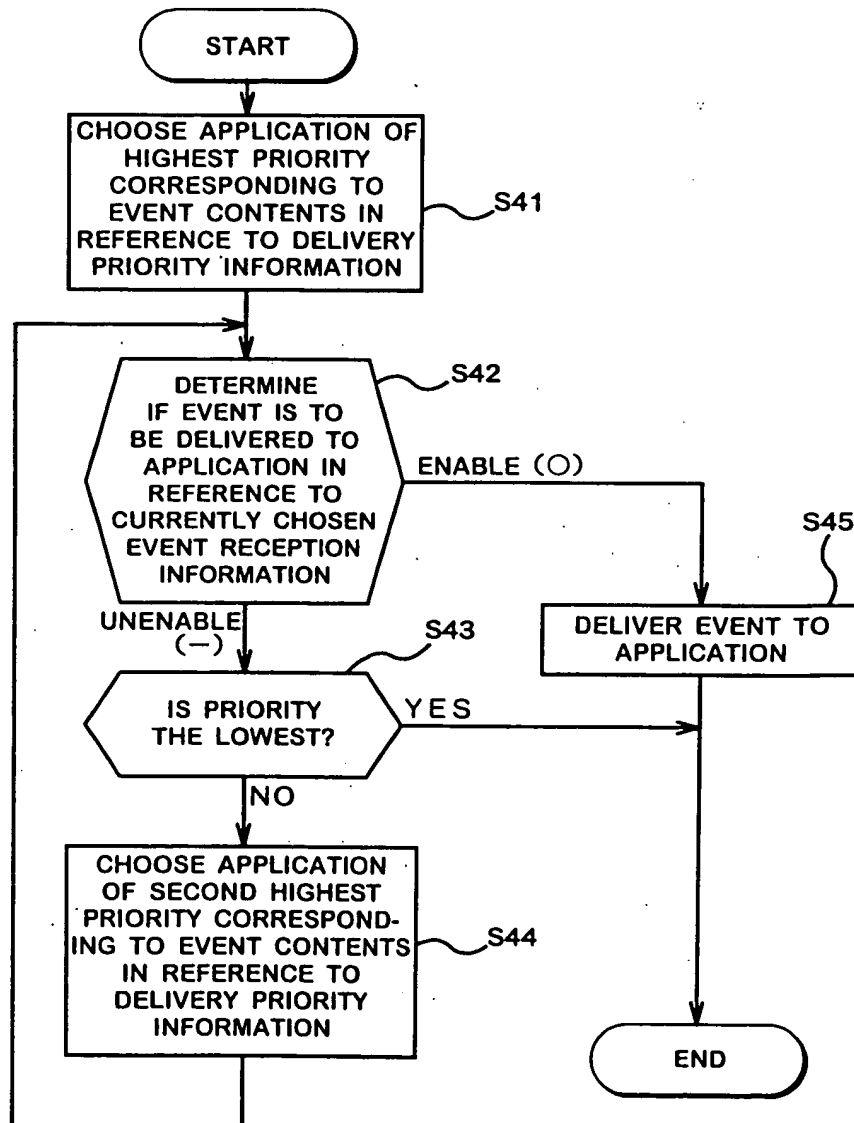 START
CHOOSE APPLICATION OF
HIGHEST PRIORITY
CORRESPONDING TO
EVENT CONTENTS IN
REFERENCE TO DELIVERY
PRIORITY INFORMATION
S41
DETERMINE
IF EVENT IS TO
BE DELIVERED TO
APPLICATION IN
REFERENCE TO
CURRENTLY CHOSEN
EVENT RECEPTION
INFORMATION
S42
ENABLE (○)
UNENABLE
(—)
S45
DELIVER EVENT TO
APPLICATION
S43
IS PRIORITY
THE LOWEST?
YES
NO
CHOOSE APPLICATION
OF SECOND HIGHEST
PRIORITY CORRESPOND-
ING TO EVENT CONTENTS
IN REFERENCE TO
DELIVERY PRIORITY
INFORMATION
S44
END